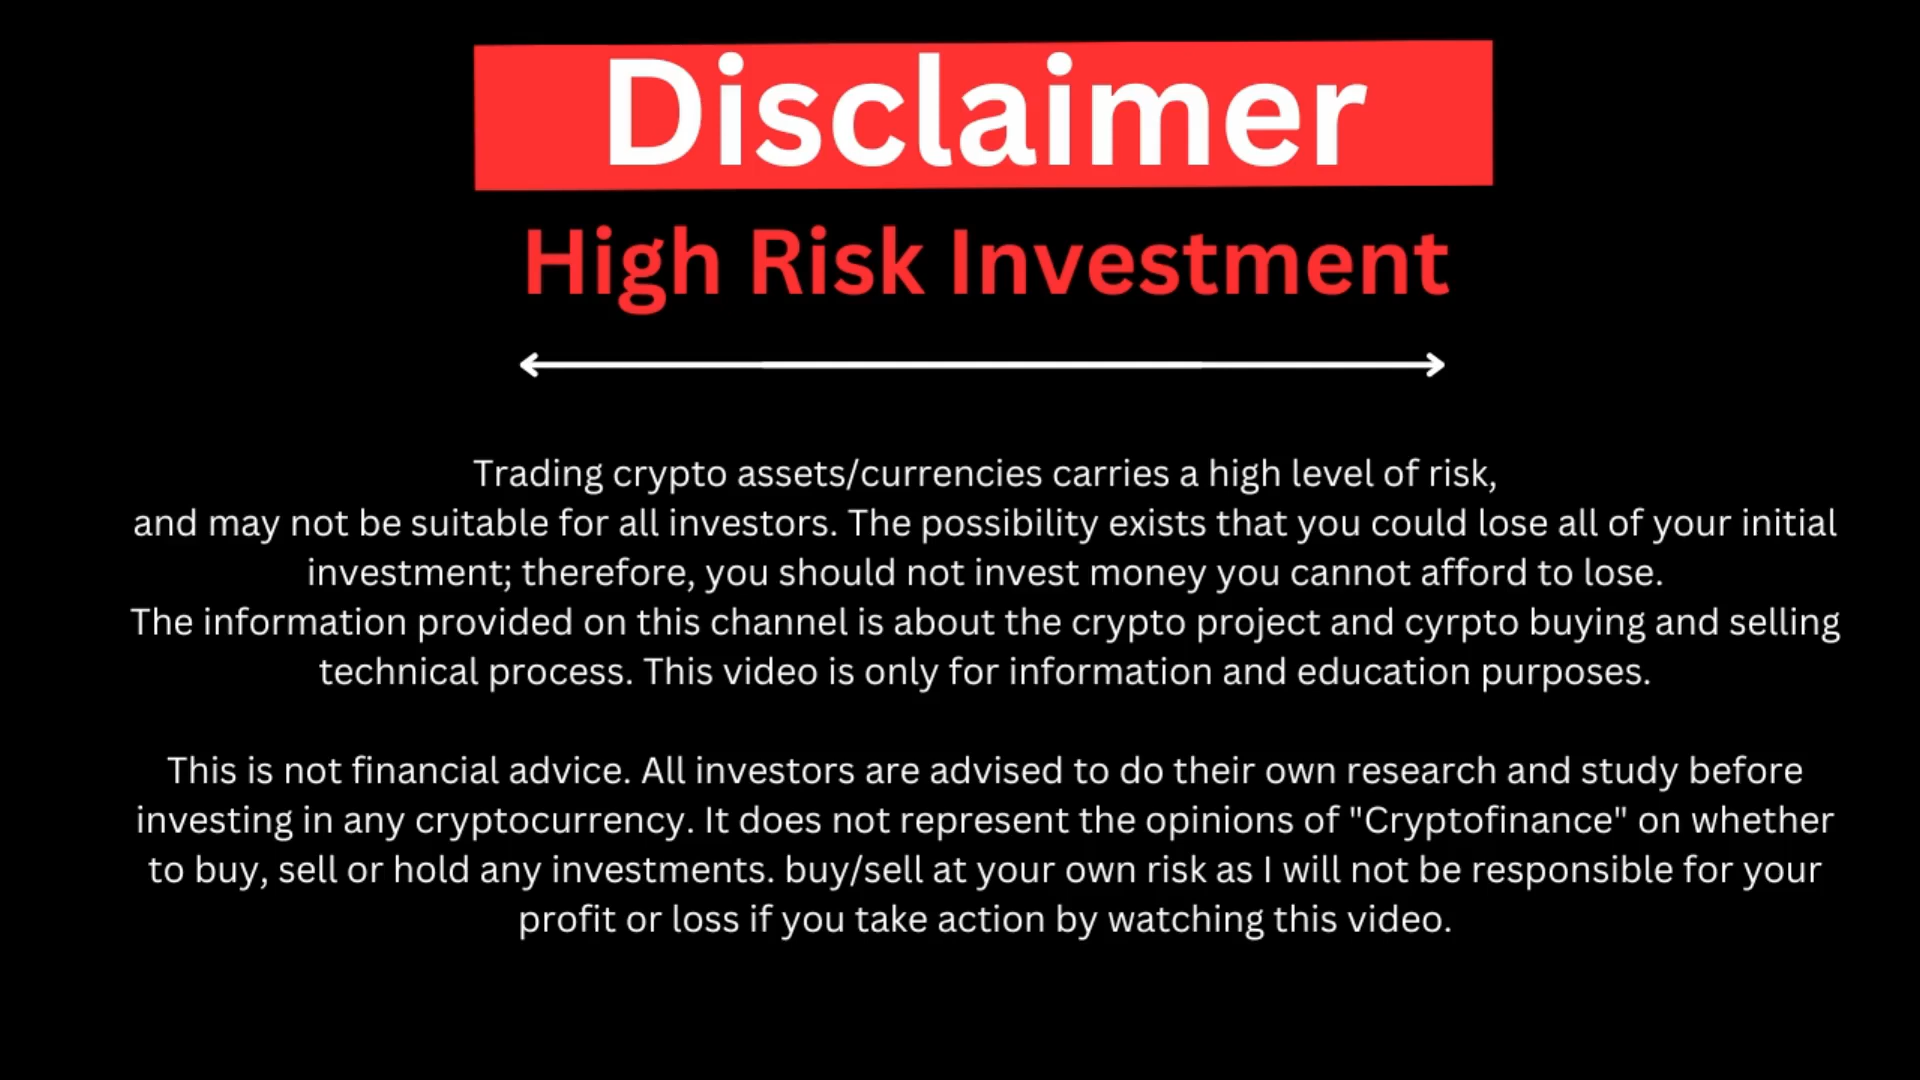 Disclaimer
High Risk Investment
Trading crypto assets/currencies carries a high level of risk,
and may not be suitable for all investors. The possibility exists that you could lose all of your initial
investment; therefore, you should not invest money you cannot afford to lose.
The information provided on this channel is about the crypto project and cyrpto buying and selling
technical process. This video is only for information and education purposes.
This is not financial advice. All investors are advised to do their own research and study before
investing in any cryptocurrency. It does not represent the opinions of "Cryptofinance" on whether
to buy, sell or hold any investments. buy/sell at your own risk as I will not be responsible for your
profit or loss if you take action by watching this video.